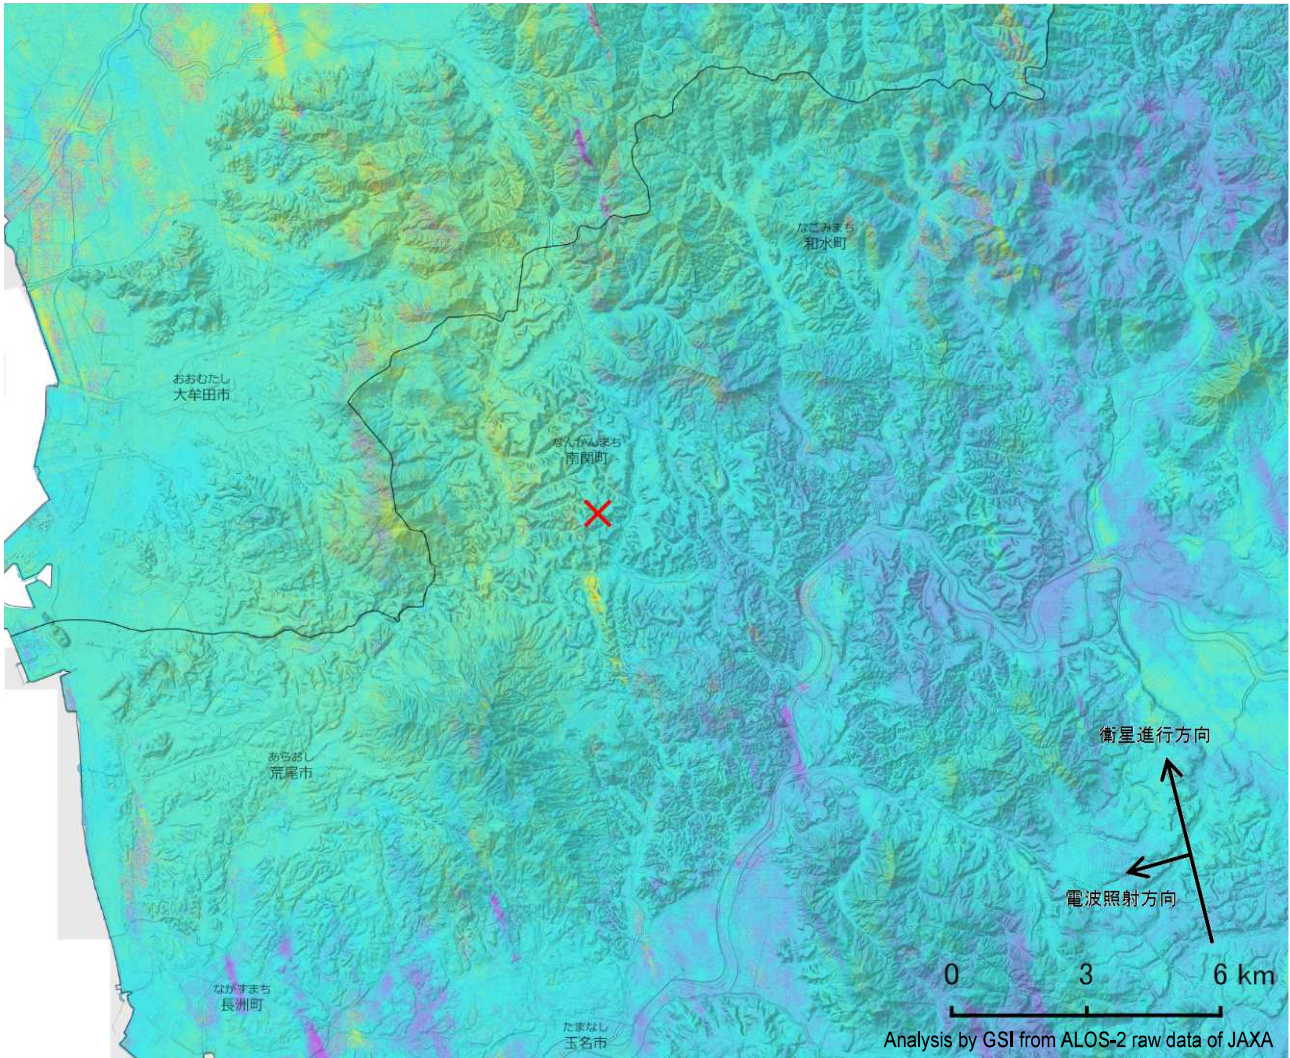 なごみまち
和水町
おおむたし
大牟田市
なんかんまち
南関町
衛星進行方向
あらおし
荒尾市
電波照射方向
0 3 6 km
ながすまち
長洲町
たまなし
玉名市
Analysis by GSI from ALOS-2 raw data of JAXA